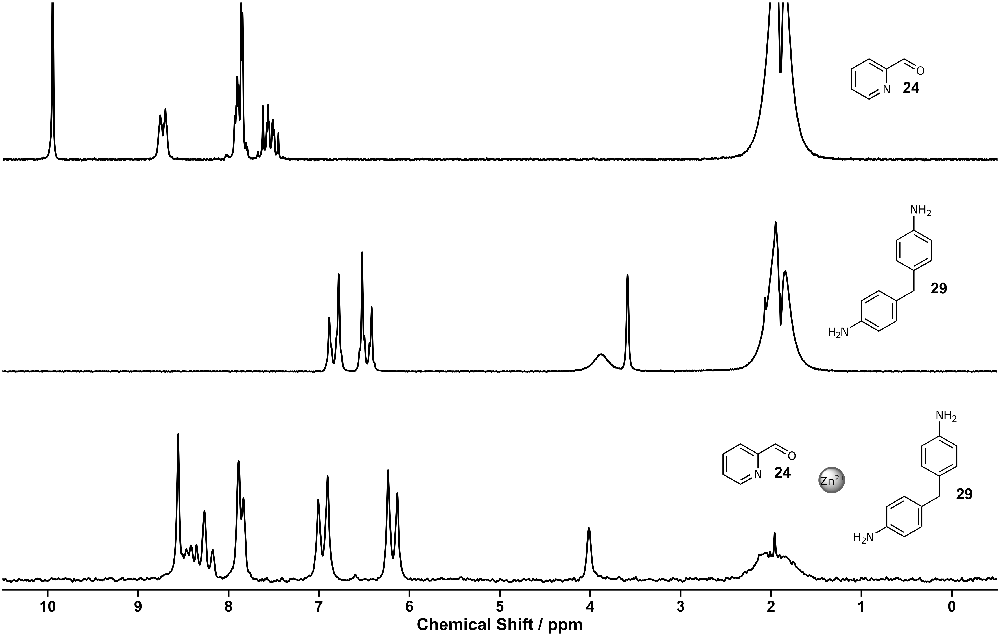 O
N 24
NH2
29
H2N
NH2
O
N 24
Zn2+
29
H2N
10 9 8 7 6 5 4 3 2 1 0
Chemical Shift / ppm